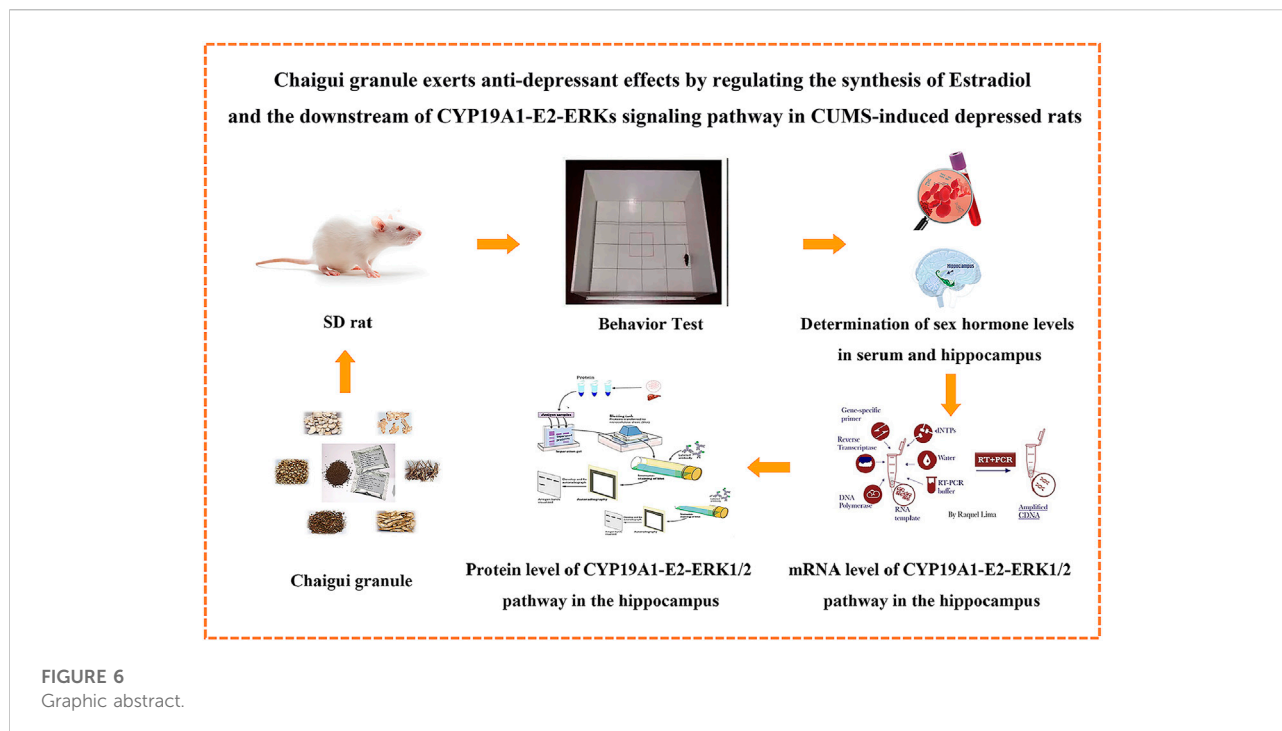 Chaigui granule exerts anti-depressant effects by regulating the synthesis of Estradiol
and the downstream of CYP19A1-E2-ERKs signaling pathway in CUMS-induced depressed rats
SD rat
Behavior Test
Hippocampus
Determination of sex hormone levels
in serum and hippocampus
Chaigui granule
Protein
Protein level of CYP19A1-E2-ERK1/2
pathway in the hippocampus
Gene-specific
primer
dNTPs
Reverse
Transcriptase
Water
RT+PCR
RT-PCR
buffer
DNA
Polymerase
RNA
template
By Raquel Lima
Amplified
CDNA
mRNA level of CYP19A1-E2-ERK1/2
pathway in the hippocampus
FIGURE 6
Graphic abstract.